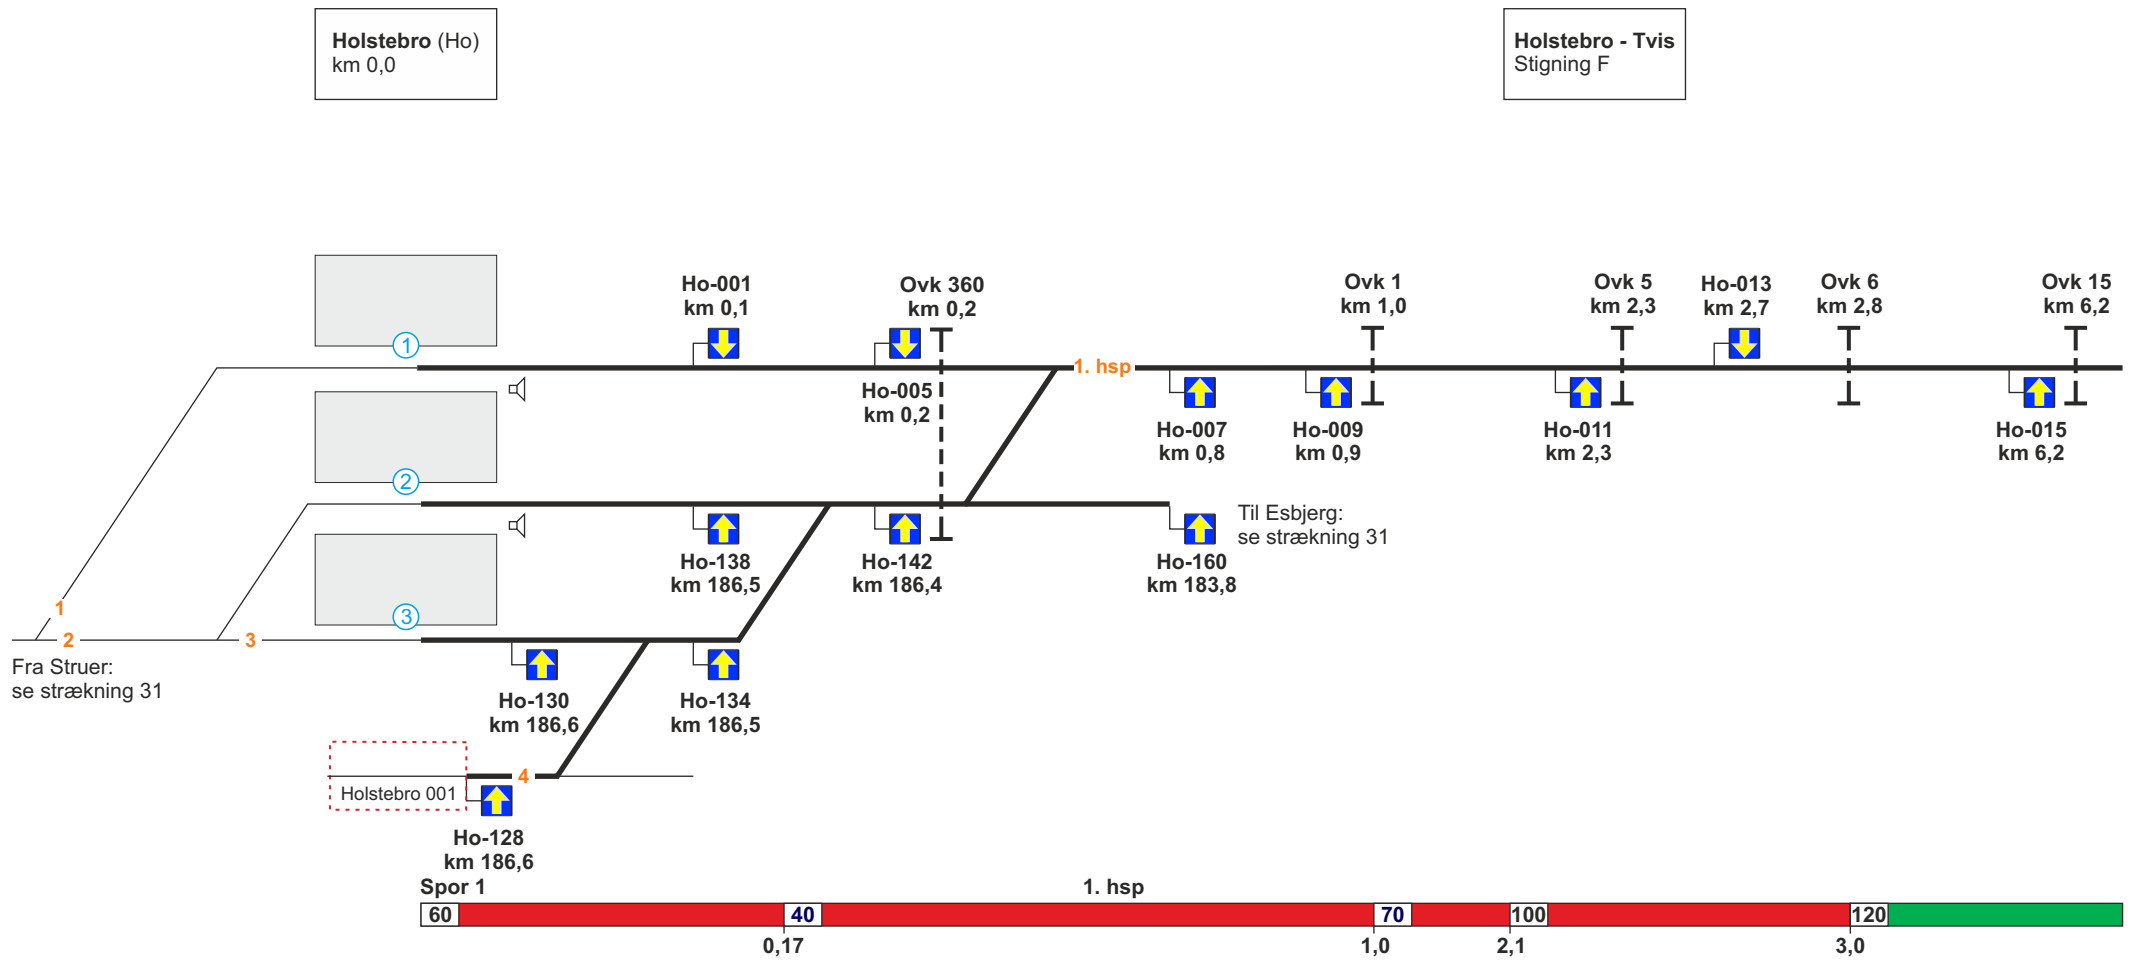 Holstebro (Ho)
km 0,0
Holstebro - Tvis
Stigning F
Ho-001
km 0,1
Ovk 360
km 0,2
Ovk 1
km 1,0
Ovk 5
km 2,3
Ho-013
km 2,7
Ovk 6
km 2,8
Ovk 15
km 6,2
1
1. hsp
Ho-005
km 0,2
Ho-007
km 0,8
Ho-009
km 0,9
Ho-011
km 2,3
Ho-015
km 6,2
2
Til Esbjerg:
se strækning 31
Ho-138
km 186,5
Ho-142
km 186,4
Ho-160
km 183,8
1
3
2
3
Fra Struer:
se strækning 31
Ho-130
km 186,6
Ho-134
km 186,5
4
Holstebro 001
Ho-128
km 186,6
Spor 1
1. hsp
60
40
70
100
120
0,17
1,0
2,1
3,0